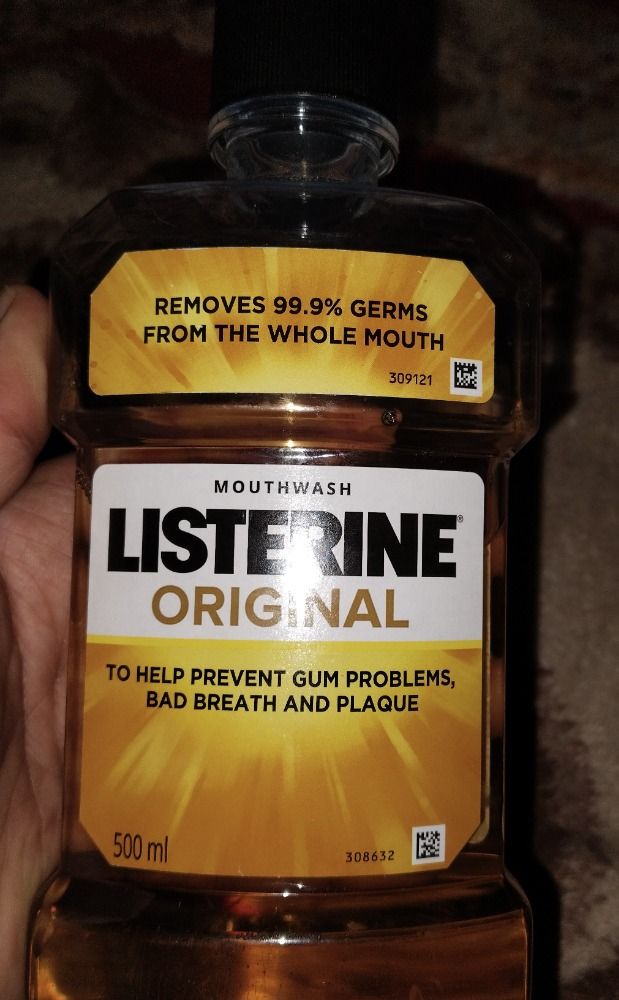 REMOVES 99.9% GERMS
FROM THE WHOLE MOUTH
309121
MOUTHWASH
LISTERINE®
ORIGINAL
TO HELP PREVENT GUM PROBLEMS,
BAD BREATH AND PLAQUE
500 ml
308632